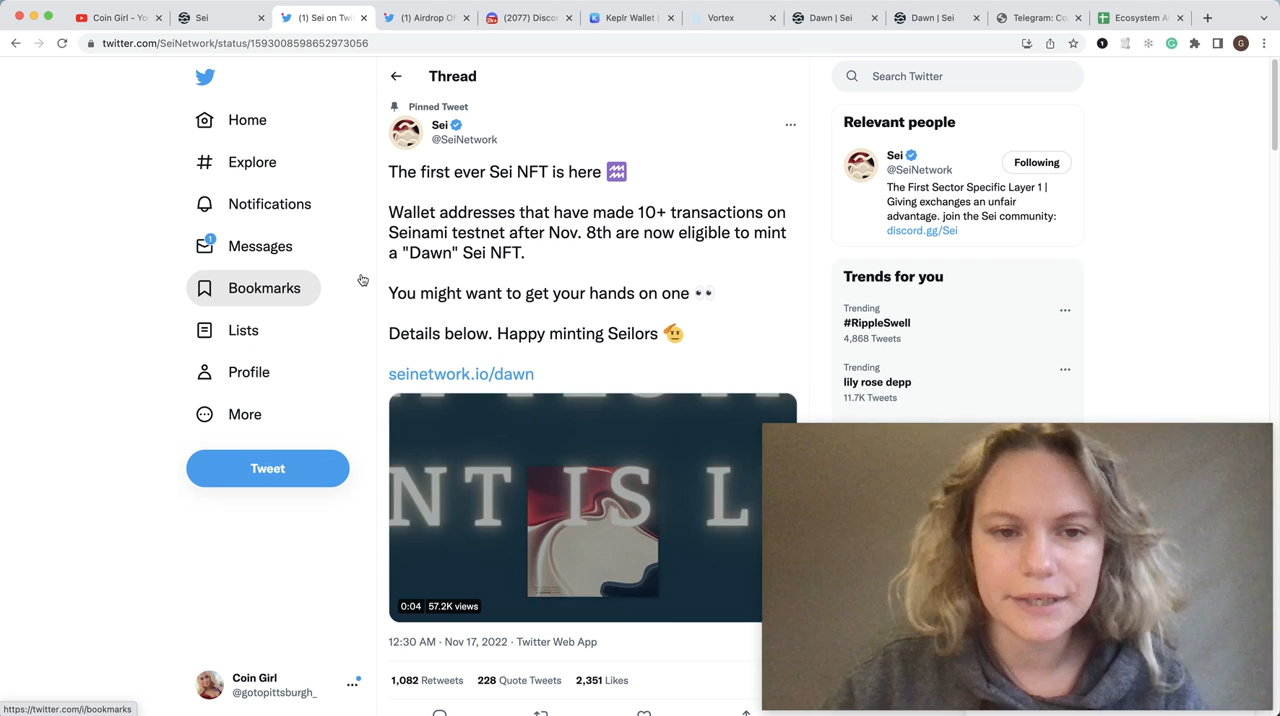 Coin Girl - Yo
Sei
(1) Sei on Twit
(1) Airdrop Of
(2077) Discor
Keplr Wallet |
Vortex
Dawn | Sei
Dawn | Sei
Telegram: Co
Ecosystem Ai
twitter.com/SeiNetwork/status/1593008598652973056
G
Home
Explore
Notifications
1
Messages
Bookmarks
Lists
Profile
More
Tweet
Coin Girl
@gotopittsburgh_
https://twitter.com/i/bookmarks
Thread
Pinned Tweet
Sei
@SeiNetwork
The first ever Sei NFT is here ♒
Wallet addresses that have made 10+ transactions on
Seinami testnet after Nov. 8th are now eligible to mint
a "Dawn" Sei NFT.
You might want to get your hands on one 👀
Details below. Happy minting Seilors 🫡
seinetwork.io/dawn
NT IS L
0:04 57.2K views
12:30 AM · Nov 17, 2022 · Twitter Web App
1,082 Retweets 228 Quote Tweets 2,351 Likes
Search Twitter
Relevant people
Sei
@SeiNetwork
Following
The First Sector Specific Layer 1 |
Giving exchanges an unfair
advantage. join the Sei community:
discord.gg/Sei
Trends for you
Trending
#RippleSwell
4,868 Tweets
Trending
lily rose depp
11.7K Tweets